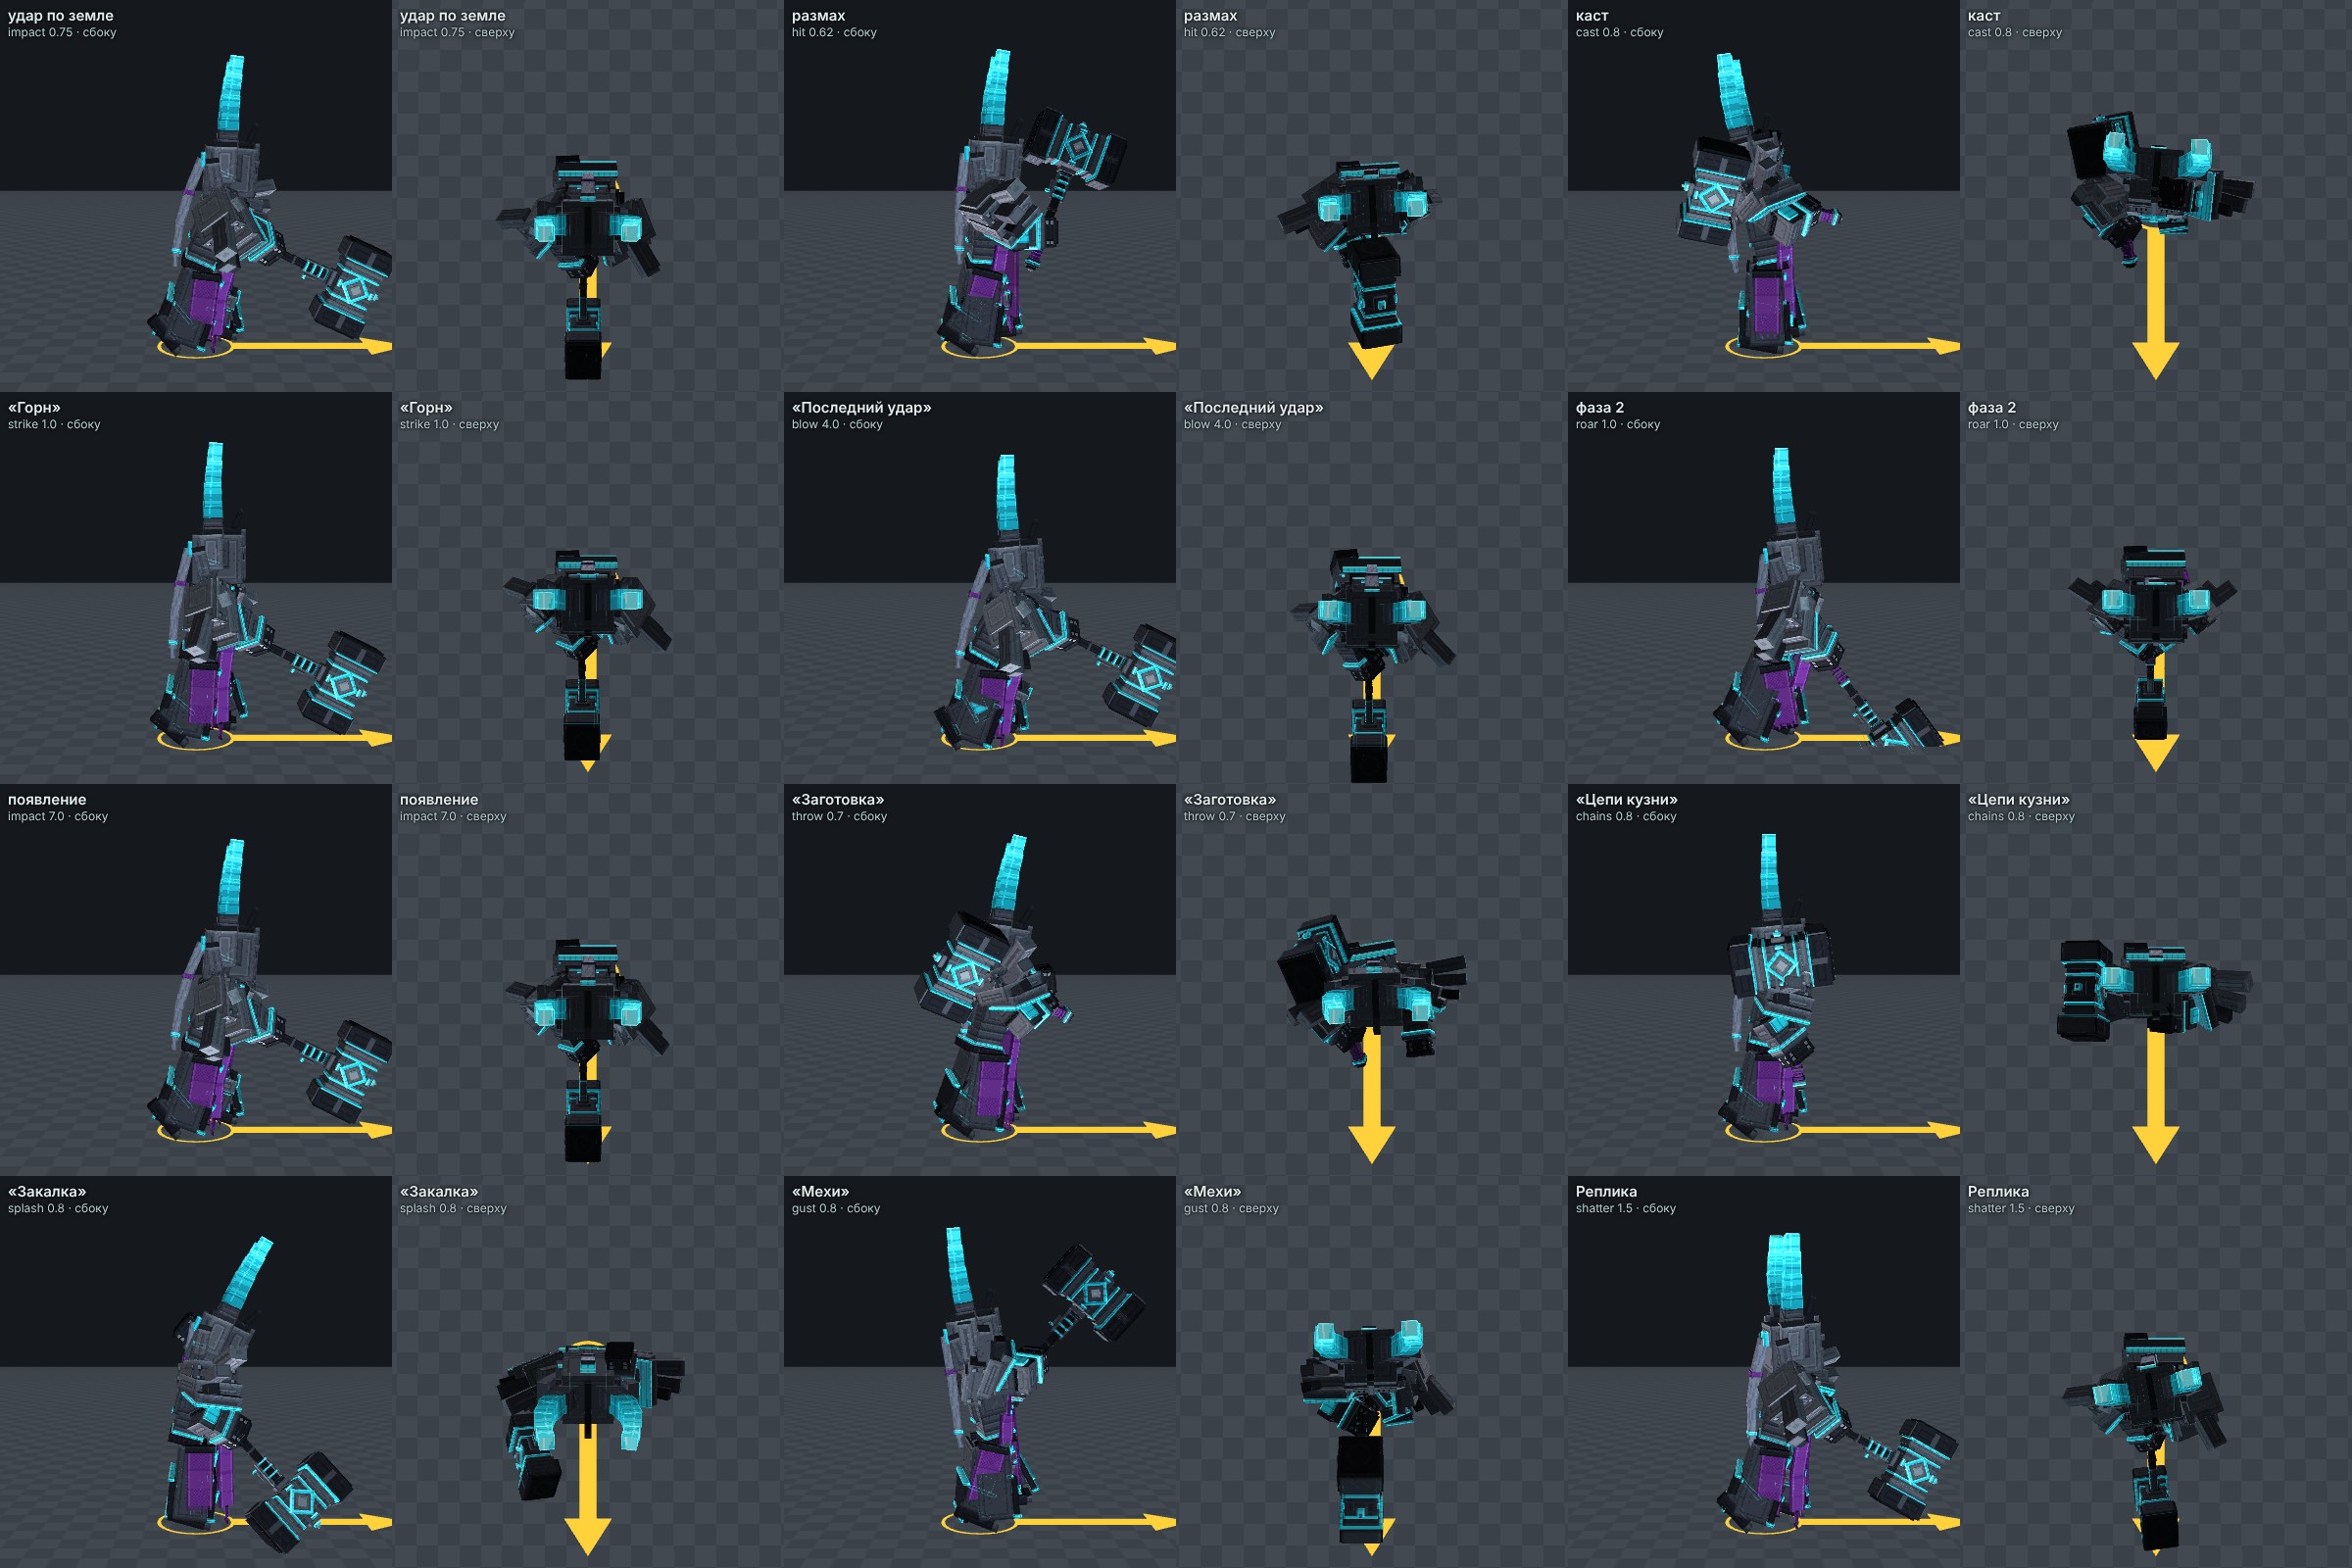 удар по земле
impact 0.75 · сбоку
удар по земле
impact 0.75 · сверху
размах
hit 0.62 · сбоку
размах
hit 0.62 · сверху
каст
cast 0.8 · сбоку
каст
cast 0.8 · сверху
«Горн»
strike 1.0 · сбоку
«Горн»
strike 1.0 · сверху
«Последний удар»
blow 4.0 · сбоку
«Последний удар»
blow 4.0 · сверху
фаза 2
roar 1.0 · сбоку
фаза 2
roar 1.0 · сверху
появление
impact 7.0 · сбоку
появление
impact 7.0 · сверху
«Заготовка»
throw 0.7 · сбоку
«Заготовка»
throw 0.7 · сверху
«Цепи кузни»
chains 0.8 · сбоку
«Цепи кузни»
chains 0.8 · сверху
«Закалка»
splash 0.8 · сбоку
«Закалка»
splash 0.8 · сверху
«Мехи»
gust 0.8 · сбоку
«Мехи»
gust 0.8 · сверху
Реплика
shatter 1.5 · сбоку
Реплика
shatter 1.5 · сверху